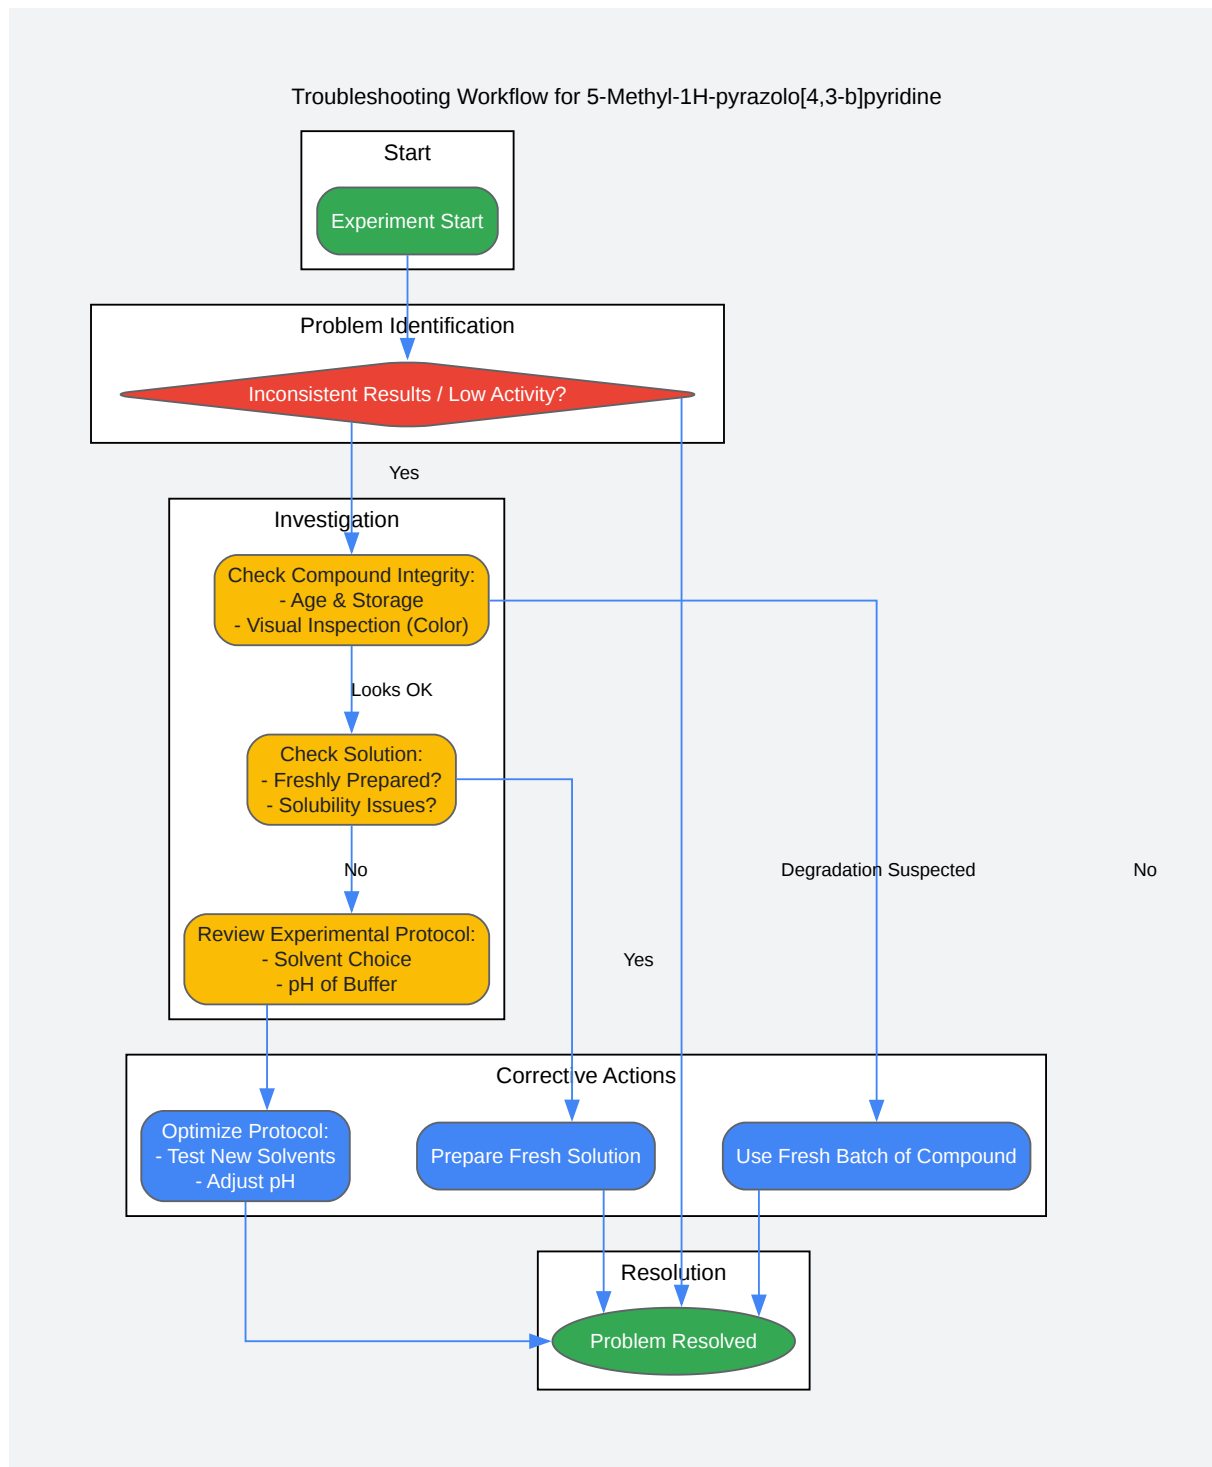 Troubleshooting Workflow for 5-Methyl-1H-pyrazolo[4,3-b]pyridine
Start
Experiment Start
Problem Identification
Inconsistent Results / Low Activity?
Yes
Investigation
Check Compound Integrity:
- Age & Storage
- Visual Inspection (Color)
Looks OK
Check Solution:
- Freshly Prepared?
- Solubility Issues?
No
Degradation Suspected
No
Review Experimental Protocol:
- Solvent Choice
- pH of Buffer
Yes
Corrective Actions
Optimize Protocol:
- Test New Solvents
- Adjust pH
Prepare Fresh Solution
Use Fresh Batch of Compound
Resolution
Problem Resolved